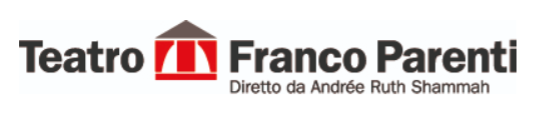 Teatro Franco Parenti
Diretto da Andrée Ruth Shammah